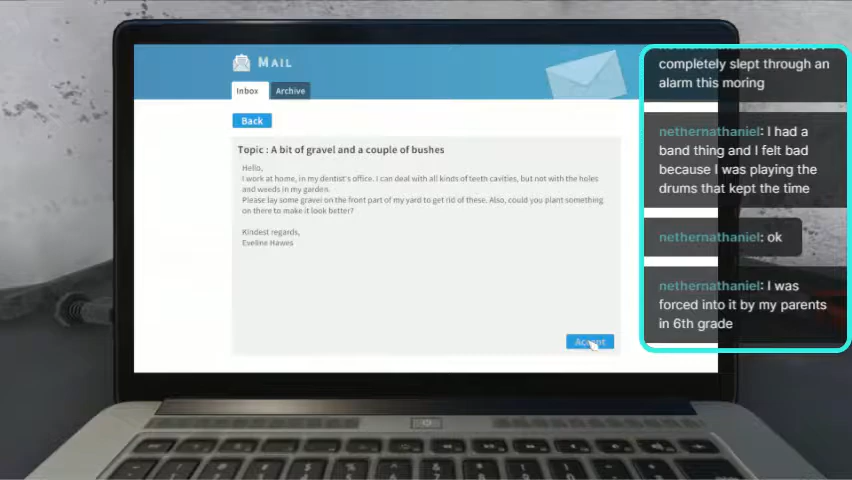 MAIL
Inbox
Archive
Back
Topic : A bit of gravel and a couple of bushes
Hello,
I work at home, in my dentist's office. I can deal with all kinds of teeth cavities, but not with the holes
and weeds in my garden.
Please lay some gravel on the front part of my yard to get rid of these. Also, could you plant something
on there to make it look better?
Kindest regards,
Eveline Hawes
Accept
completely slept through an
alarm this moring
nethernathaniel: I had a
band thing and I felt bad
because I was playing the
drums that kept the time
nethernathaniel: ok
nethernathaniel: I was
forced into it by my parents
in 6th grade